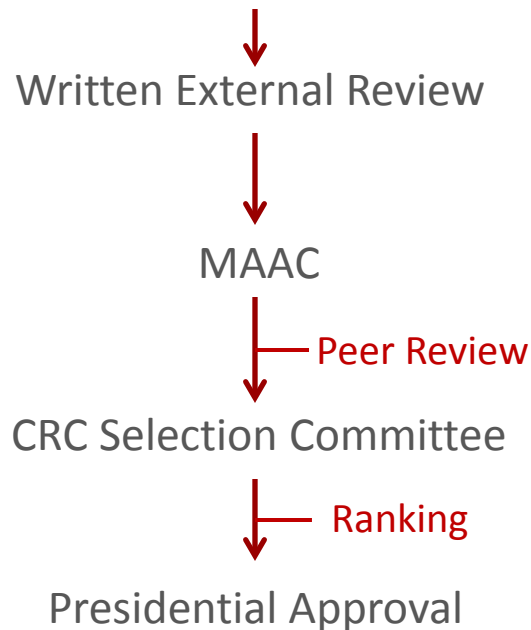 Written External Review
MAAC
Peer Review
CRC Selection Committee
Ranking
Presidential Approval